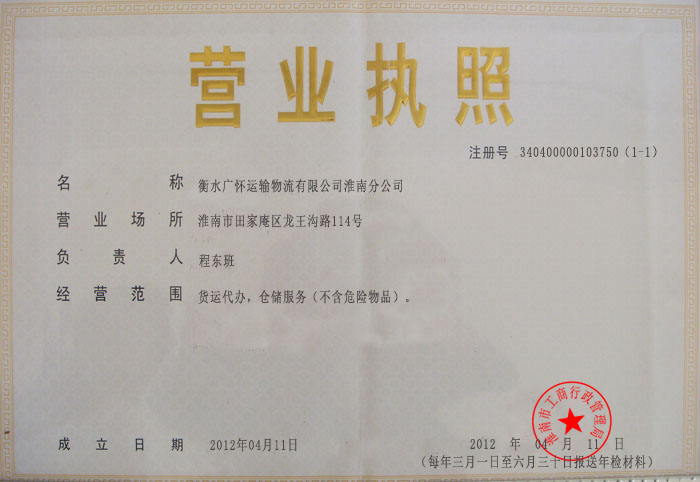 营业执照
注册号 340400000103750（1-1）
名称 衡水广怀运输物流有限公司淮南分公司
营业场所 淮南市田家庵区龙王沟路114号
负责人 程东班
经营范围 货运代办，仓储服务（不含危险物品）。
淮南市工商行政管理局
成立日期 2012年04月11日
2012 年 04 月 11 日
（每年三月一日至六月三十日报送年检材料）